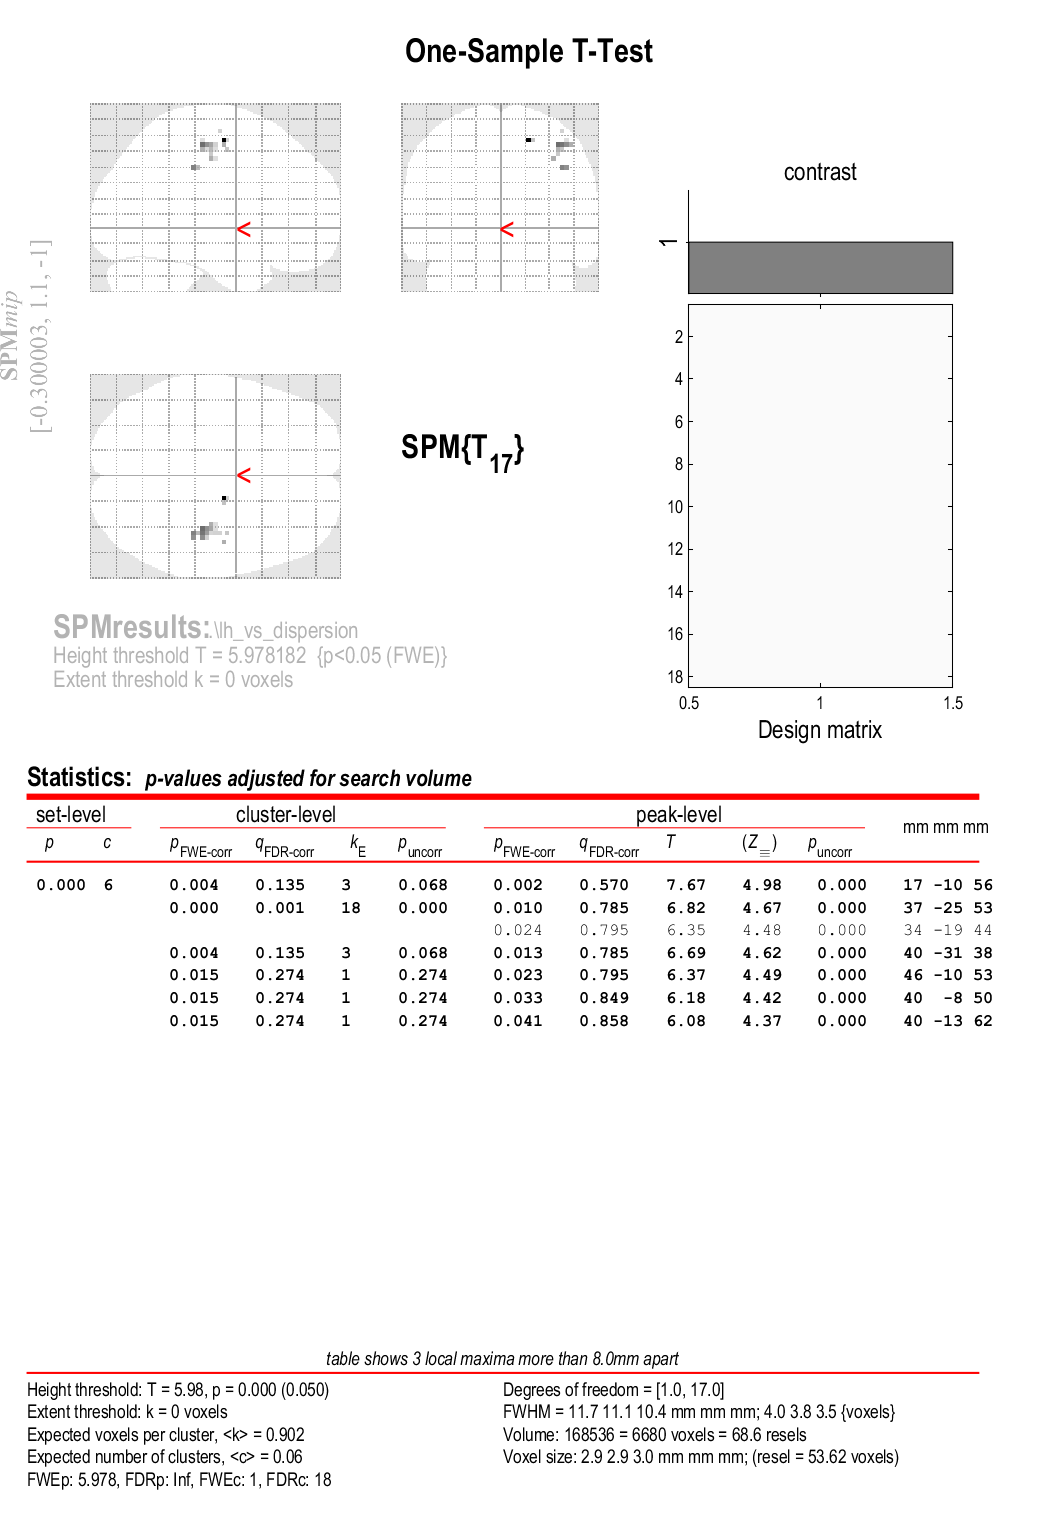 One-Sample T-Test
SPMmip
[-0.300003, 1.1, -1]
<
<
<
SPM{T17}
contrast
1
2
4
6
8
10
12
14
16
18
0.5 1 1.5
Design matrix
SPMresults:.\lh_vs_dispersion
Height threshold T = 5.978182 {p<0.05 (FWE)}
Extent threshold k = 0 voxels
Statistics: p-values adjusted for search volume
set-level cluster-level peak-level mm mm mm
p c pFWE-corr qFDR-corr kE puncorr pFWE-corr qFDR-corr T (Z≡) puncorr
0.000 6 0.004 0.135 3 0.068 0.002 0.570 7.67 4.98 0.000 17 -10 56
0.000 0.001 18 0.000 0.010 0.785 6.82 4.67 0.000 37 -25 53
0.024 0.795 6.35 4.48 0.000 34 -19 44
0.004 0.135 3 0.068 0.013 0.785 6.69 4.62 0.000 40 -31 38
0.015 0.274 1 0.274 0.023 0.795 6.37 4.49 0.000 46 -10 53
0.015 0.274 1 0.274 0.033 0.849 6.18 4.42 0.000 40 -8 50
0.015 0.274 1 0.274 0.041 0.858 6.08 4.37 0.000 40 -13 62
table shows 3 local maxima more than 8.0mm apart
Height threshold: T = 5.98, p = 0.000 (0.050)
Extent threshold: k = 0 voxels
Expected voxels per cluster, <k> = 0.902
Expected number of clusters, <c> = 0.06
FWEp: 5.978, FDRp: Inf, FWEc: 1, FDRc: 18
Degrees of freedom = [1.0, 17.0]
FWHM = 11.7 11.1 10.4 mm mm mm; 4.0 3.8 3.5 {voxels}
Volume: 168536 = 6680 voxels = 68.6 resels
Voxel size: 2.9 2.9 3.0 mm mm mm; (resel = 53.62 voxels)